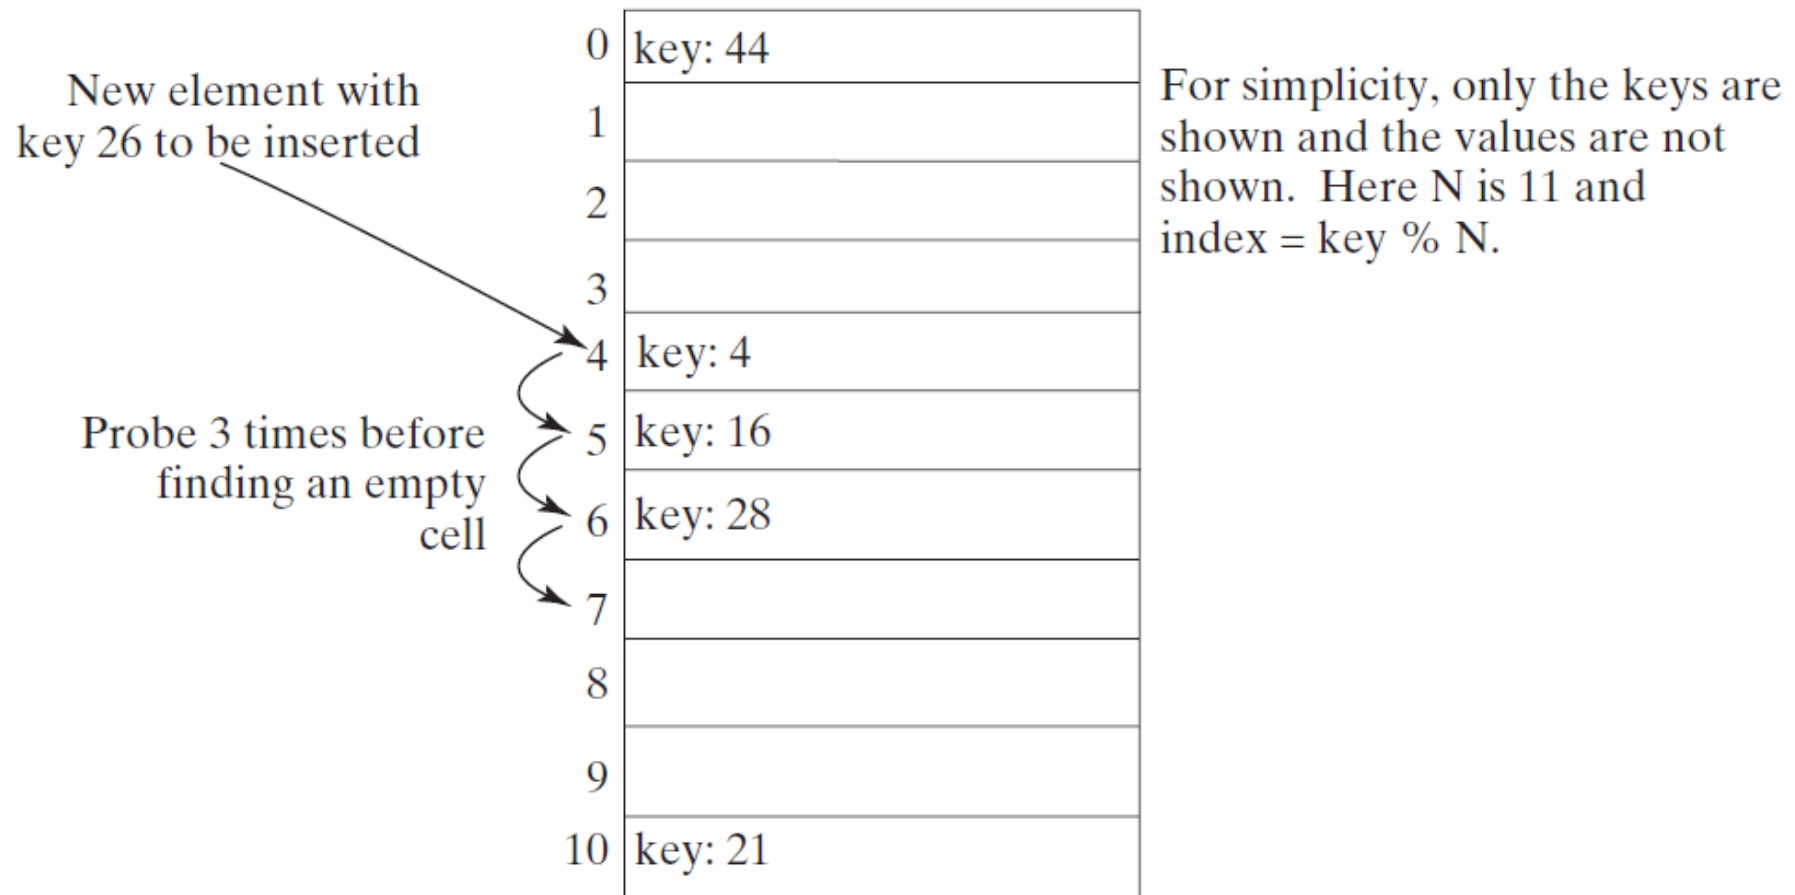 New element with
key 26 to be inserted
Probe 3 times before
finding an empty
cell
0 key: 44
1
2
3
4 key: 4
5 key: 16
6 key: 28
7
8
9
10 key: 21
For simplicity, only the keys are
shown and the values are not
shown. Here N is 11 and
index = key % N.